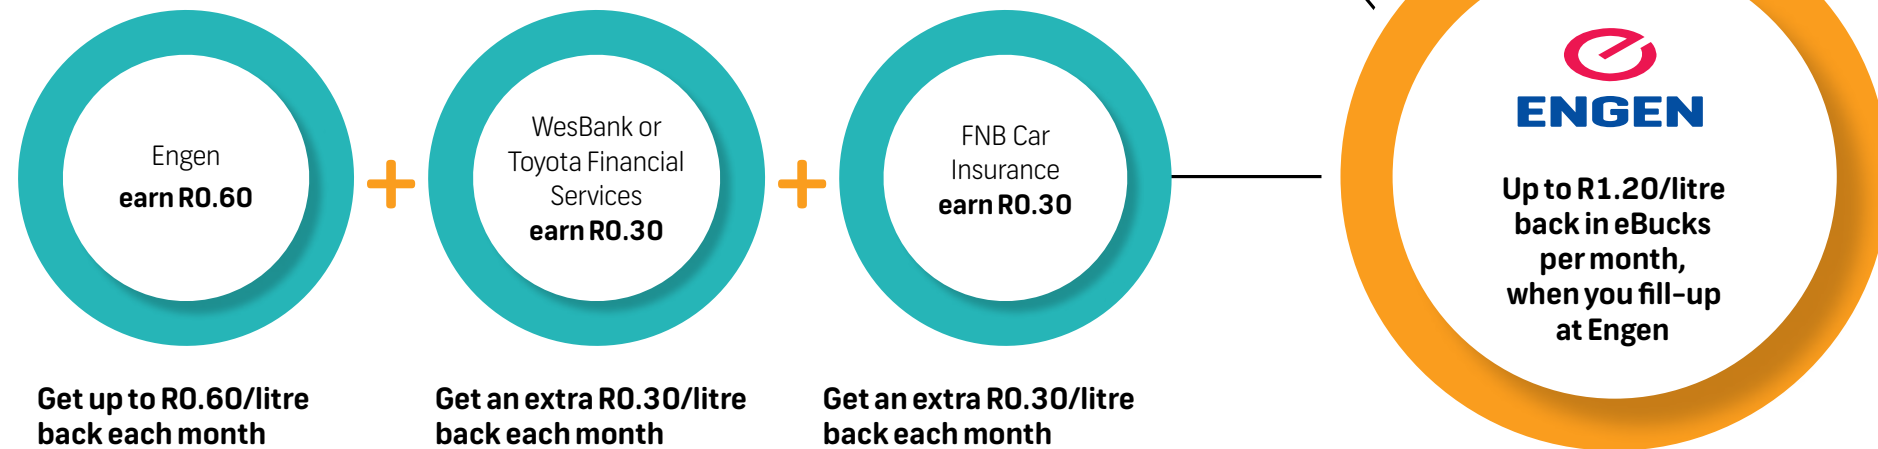 Engen
earn R0.60
WesBank or
Toyota Financial
Services
earn R0.30
FNB Car
Insurance
earn R0.30
ENGEN
Up to R1.20/litre
back in eBucks
per month,
when you fill-up
at Engen
Get up to R0.60/litre
back each month
Get an extra R0.30/litre
back each month
Get an extra R0.30/litre
back each month